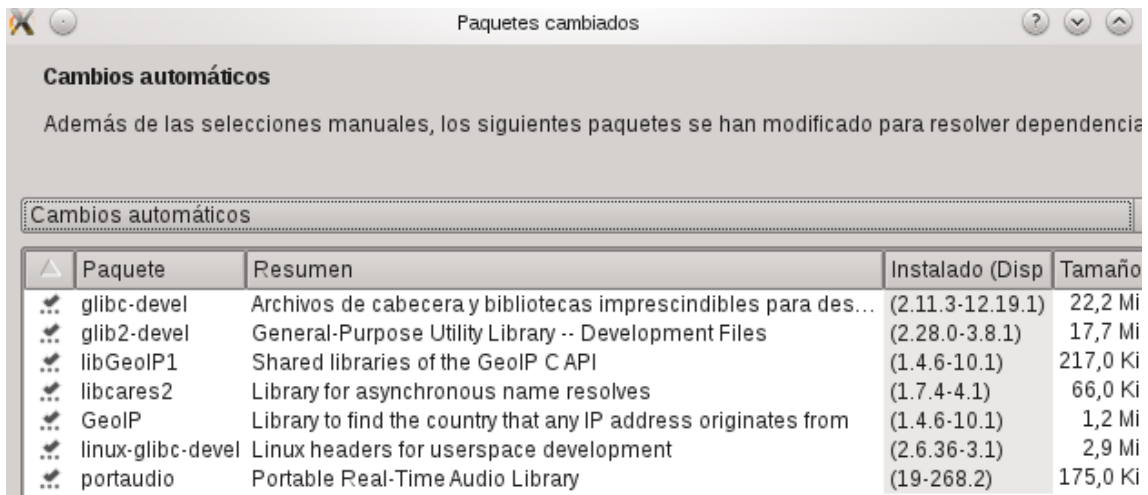 Paquetes cambiados
Cambios automáticos
Además de las selecciones manuales, los siguientes paquetes se han modificado para resolver dependencia
Cambios automáticos
Paquete Resumen Instalado (Disp Tamaño
glibc-devel Archivos de cabecera y bibliotecas imprescindibles para des... (2.11.3-12.19.1) 22,2 Mi
glib2-devel General-Purpose Utility Library -- Development Files (2.28.0-3.8.1) 17,7 Mi
libGeoIP1 Shared libraries of the GeoIP C API (1.4.6-10.1) 217,0 Ki
libcares2 Library for asynchronous name resolves (1.7.4-4.1) 66,0 Ki
GeoIP Library to find the country that any IP address originates from (1.4.6-10.1) 1,2 Mi
linux-glibc-devel Linux headers for userspace development (2.6.36-3.1) 2,9 Mi
portaudio Portable Real-Time Audio Library (19-268.2) 175,0 Ki